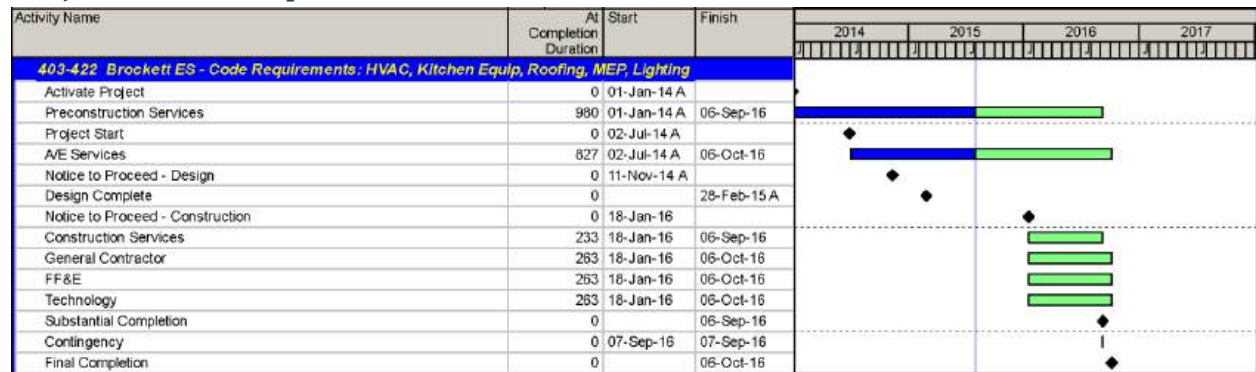 Activity Name At Completion Duration Start Finish
2014 2015 2016 2017
J J J J J J J J
403-422 Brockett ES - Code Requirements: HVAC, Kitchen Equip, Roofing, MEP, Lighting
Activate Project 0 01-Jan-14 A
Preconstruction Services 980 01-Jan-14 A 06-Sep-16
Project Start 0 02-Jul-14 A
A/E Services 827 02-Jul-14 A 06-Oct-16
Notice to Proceed - Design 0 11-Nov-14 A
Design Complete 0 28-Feb-15 A
Notice to Proceed - Construction 0 18-Jan-16
Construction Services 233 18-Jan-16 06-Sep-16
General Contractor 263 18-Jan-16 06-Oct-16
FF&E 263 18-Jan-16 06-Oct-16
Technology 263 18-Jan-16 06-Oct-16
Substantial Completion 0 06-Sep-16
Contingency 0 07-Sep-16 07-Sep-16
Final Completion 0 06-Oct-16